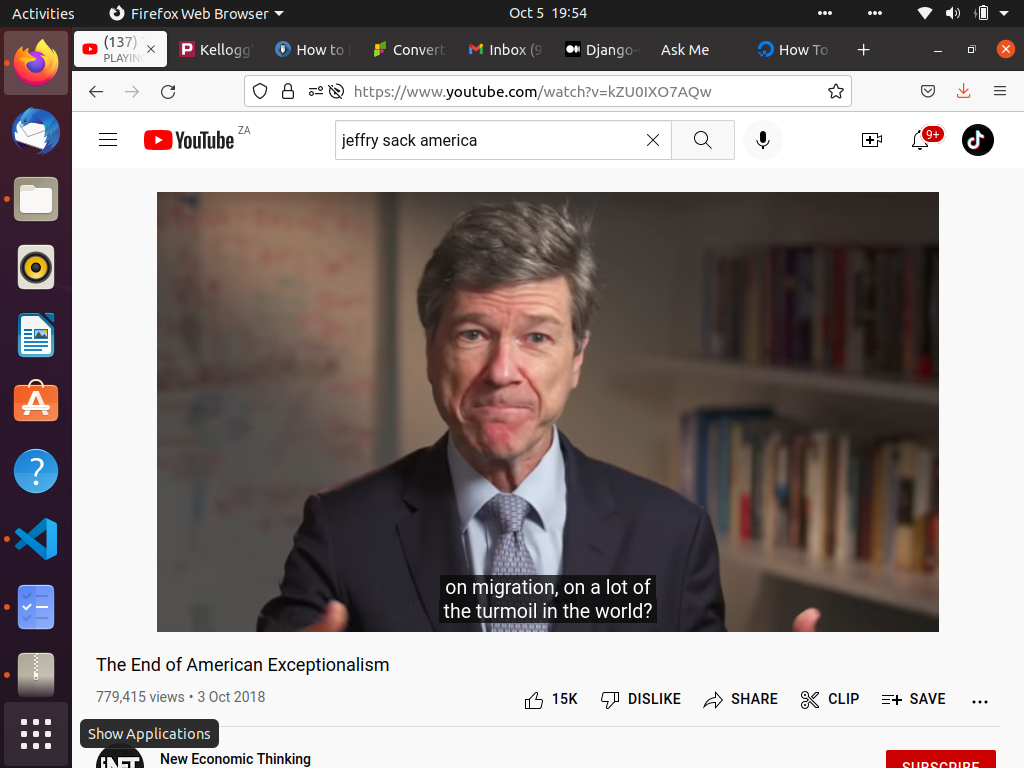 Activities
Firefox Web Browser
Oct 5 19:54
(137)
PLAYIN
Kellogg
How to
Convert
Inbox (9
Django-
Ask Me
How To
https://www.youtube.com/watch?v=kZU0IXO7AQw
YouTube ZA
jeffry sack america
9+
on migration, on a lot of
the turmoil in the world?
The End of American Exceptionalism
779,415 views • 3 Oct 2018
15K
DISLIKE
SHARE
CLIP
SAVE
Show Applications
iNET
New Economic Thinking
SUBSCRIBE